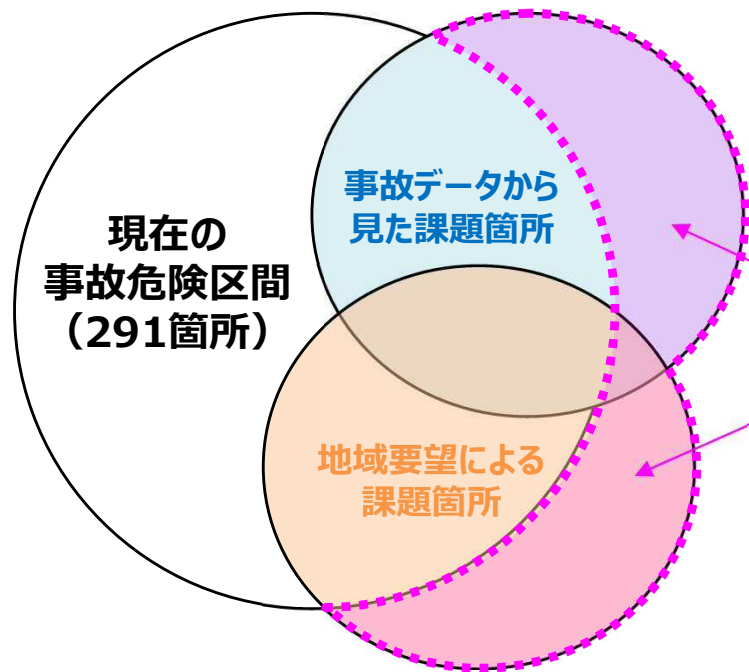 現在の
事故危険区間
（291箇所）
事故データから
見た課題箇所
地域要望による
課題箇所